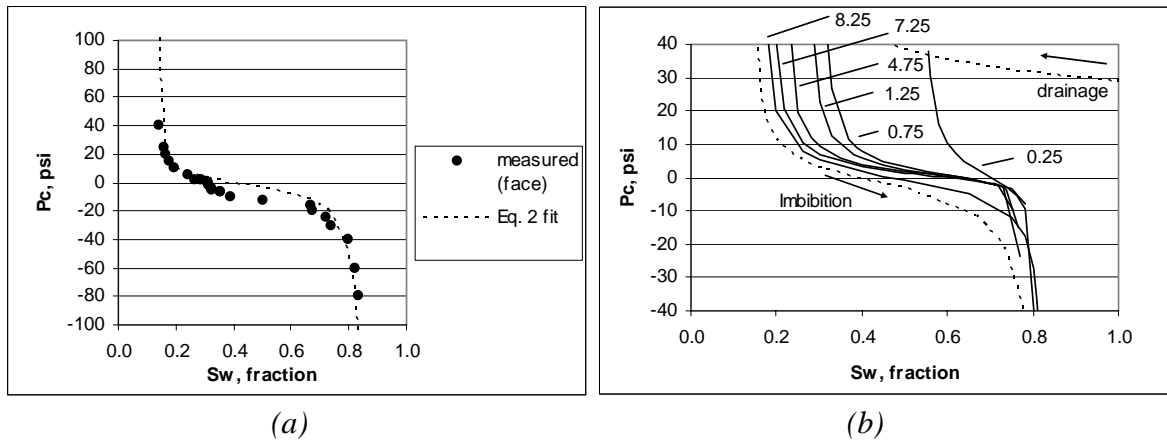 100
80
60
40
20
0
-20
-40
-60
-80
-100
Pc, psi
0.0 0.2 0.4 0.6 0.8 1.0
Sw, fraction
measured
(face)
Eq. 2 fit
(a)
8.25
7.25
4.75
1.25
0.75
0.25
drainage
Imbibition
40
30
20
10
0
-10
-20
-30
-40
Pc, psi
0.0 0.2 0.4 0.6 0.8 1.0
Sw, fraction
(b)